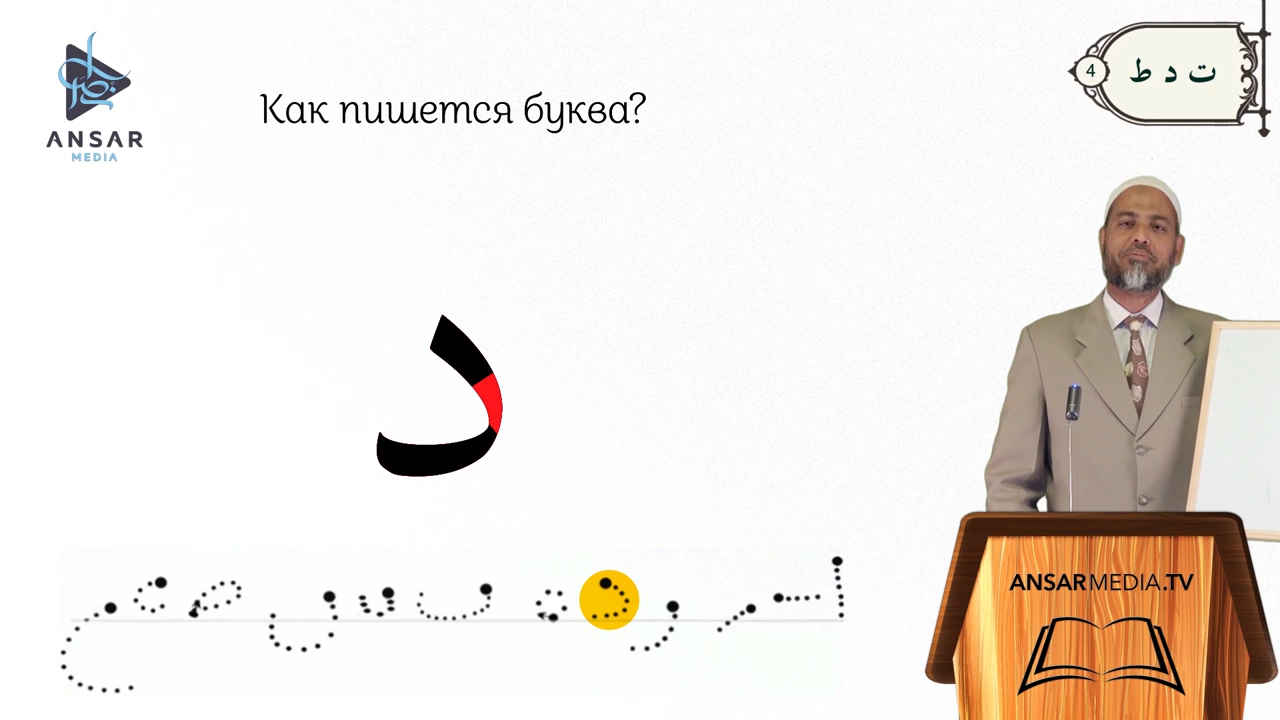 ANSAR
MEDIA
Как пишется буква?
4
ت د ط
د
ANSARMEDIA.TV